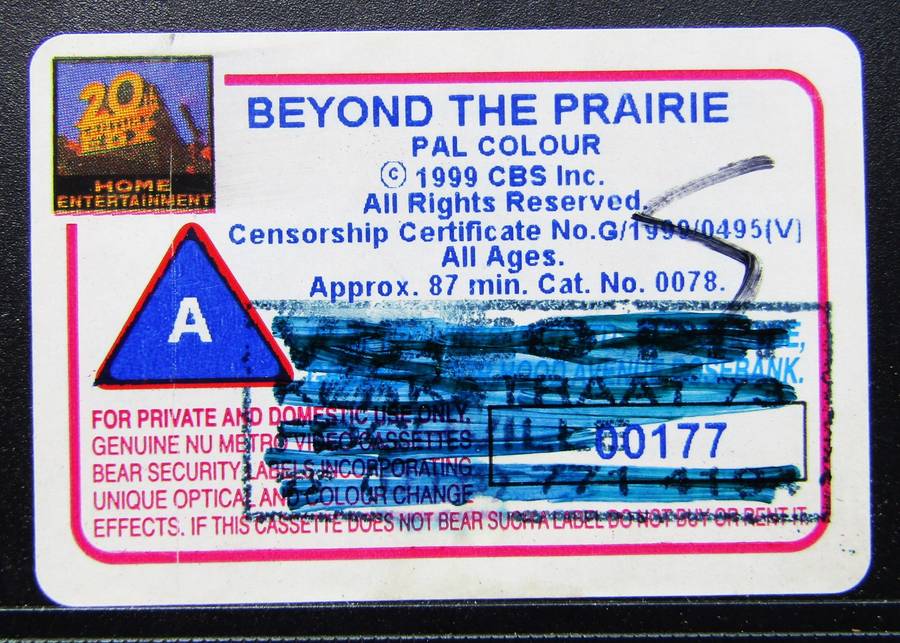 20th
CENTURY
FOX
HOME
ENTERTAINMENT
BEYOND THE PRAIRIE
PAL COLOUR
© 1999 CBS Inc.
All Rights Reserved.
Censorship Certificate No.G/1999/0495(V)
All Ages.
Approx. 87 min. Cat. No. 0078.
A
FOR PRIVATE AND DOMESTIC USE ONLY.
GENUINE NU METRO VIDEO CASSETTES
BEAR SECURITY LABELS INCORPORATING
UNIQUE OPTICAL AND COLOUR CHANGE
EFFECTS. IF THIS CASSETTE DOES NOT BEAR SUCH A LABEL DO NOT BUY OR RENT IT.
00177